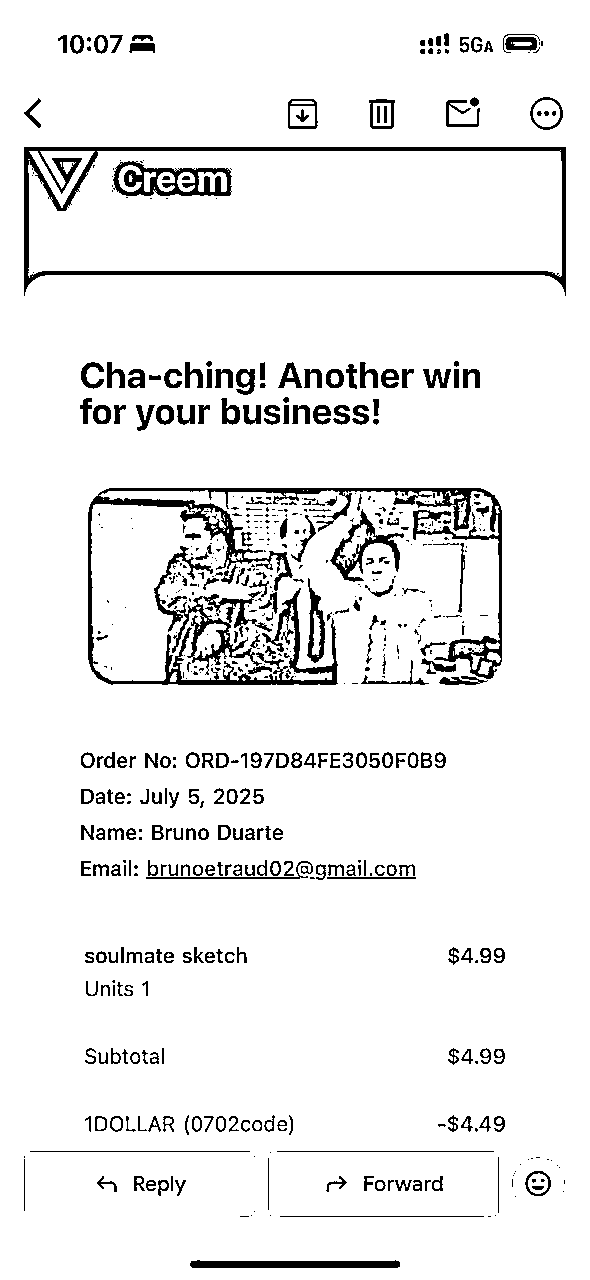 10:07
5GA
Creem
Cha-ching! Another win
for your business!
Order No: ORD-197D84FE3050F0B9
Date: July 5, 2025
Name: Bruno Duarte
Email: brunoetraud02@gmail.com
soulmate sketch $4.99
Units 1
Subtotal $4.99
1DOLLAR (0702code) -$4.49
Reply Forward